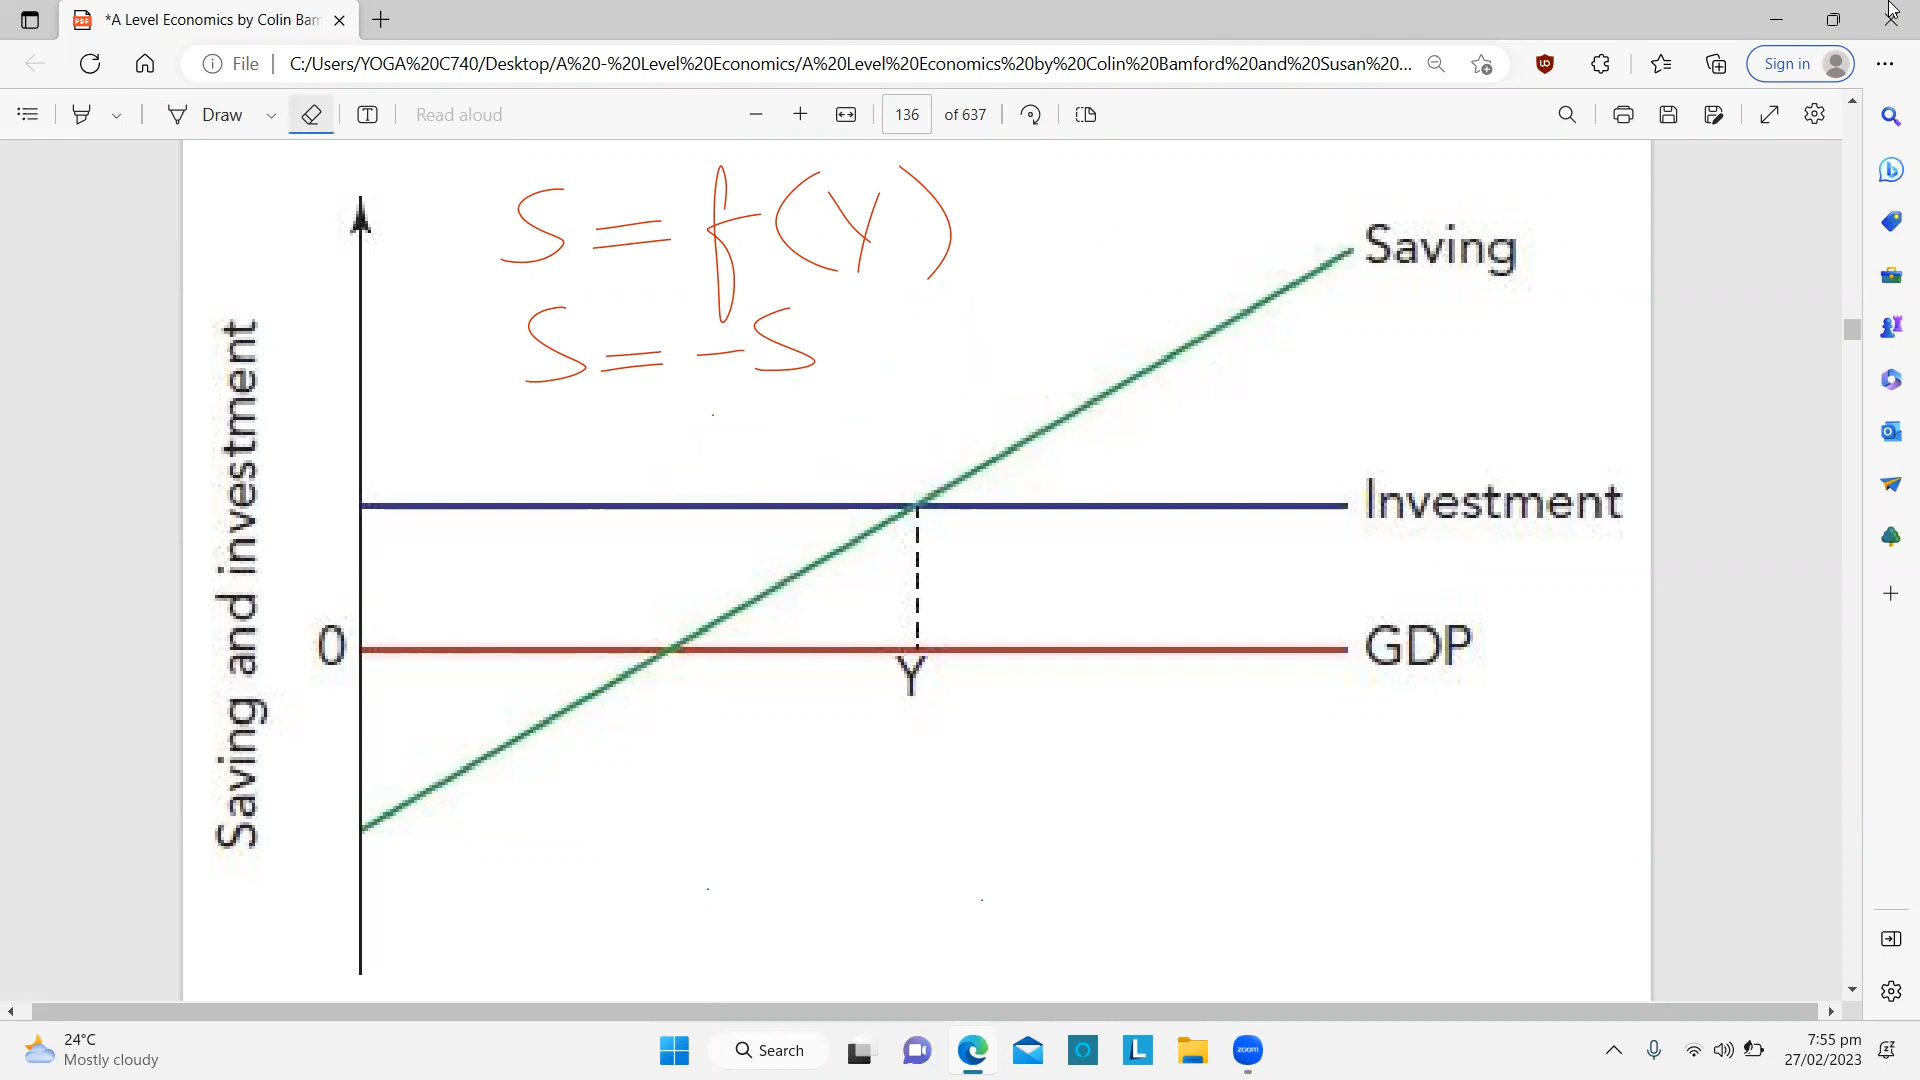 *A Level Economics by Colin Bam
File
C:/Users/YOGA%20C740/Desktop/A%20-%20Level%20Economics/A%20Level%20Economics%20by%20Colin%20Bamford%20and%20Susan%20...
Sign in
Draw
Read aloud
136
of 637
S = f(Y)
Saving
S = -S
Saving and investment
Investment
0
GDP
Y
24°C
Mostly cloudy
Search
zoom
7:55 pm
27/02/2023